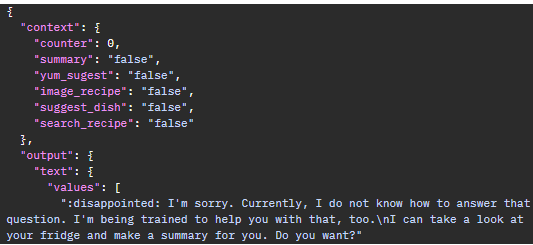 {
"context": {
"counter": 0,
"summary": "false",
"yum_sugest": "false",
"image_recipe": "false",
"suggest_dish": "false",
"search_recipe": "false"
},
"output": {
"text": {
"values": [
":disappointed: I'm sorry. Currently, I do not know how to answer that
question. I'm being trained to help you with that, too.\nI can take a look at
your fridge and make a summary for you. Do you want?"